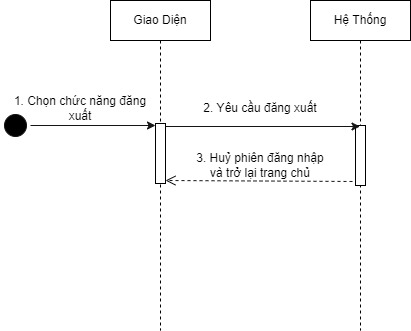 Giao Diện
Hệ Thống
1. Chọn chức năng đăng
xuất
2. Yêu cầu đăng xuất
3. Huỷ phiên đăng nhập
và trở lại trang chủ